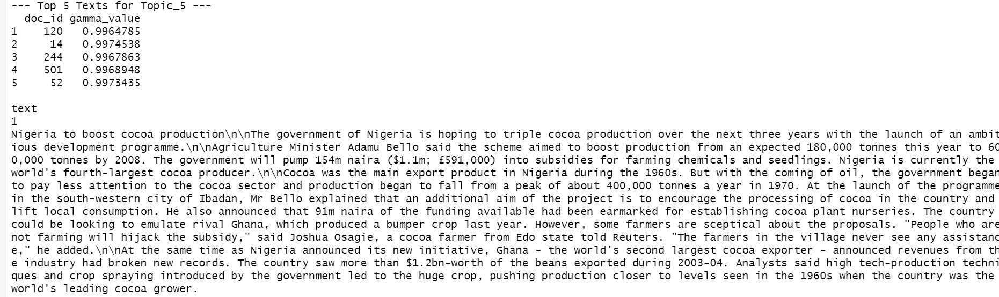 --- Top 5 Texts for Topic_5 ---
doc_id gamma_value
1 120 0.9964785
2 14 0.9974538
3 244 0.9967863
4 501 0.9968948
5 52 0.9973435
text
1
Nigeria to boost cocoa production\n\nThe government of Nigeria is hoping to triple cocoa production over the next three years with the launch of an ambit
ious development programme.\n\nAgriculture Minister Adamu Bello said the scheme aimed to boost production from an expected 180,000 tonnes this year to 60
0,000 tonnes by 2008. The government will pump 154m naira ($1.1m; £591,000) into subsidies for farming chemicals and seedlings. Nigeria is currently the
world's fourth-largest cocoa producer.\n\nCocoa was the main export product in Nigeria during the 1960s. But with the coming of oil, the government began
to pay less attention to the cocoa sector and production began to fall from a peak of about 400,000 tonnes a year in 1970. At the launch of the programme
in the south-western city of Ibadan, Mr Bello explained that an additional aim of the project is to encourage the processing of cocoa in the country and
lift local consumption. He also announced that 91m naira of the funding available had been earmarked for establishing cocoa plant nurseries. The country
could be looking to emulate rival Ghana, which produced a bumper crop last year. However, some farmers are sceptical about the proposals. "People who are
not farming will hijack the subsidy," said Joshua Osagie, a cocoa farmer from Edo state told Reuters. "The farmers in the village never see any assistanc
e," he added.\n\nAt the same time as Nigeria announced its new initiative, Ghana - the world's second largest cocoa exporter - announced revenues from th
e industry had broken new records. The country saw more than $1.2bn-worth of the beans exported during 2003-04. Analysts said high tech-production techni
ques and crop spraying introduced by the government led to the huge crop, pushing production closer to levels seen in the 1960s when the country was the
world's leading cocoa grower.